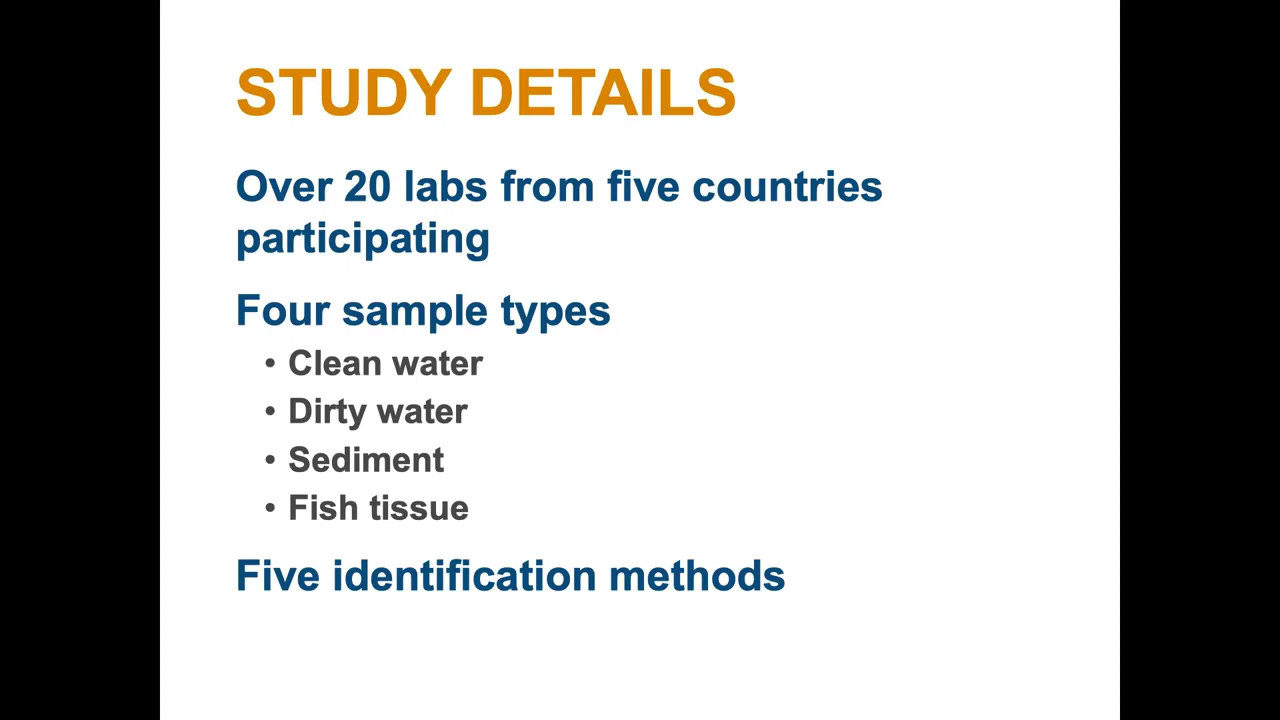 STUDY DETAILS
Over 20 labs from five countries
participating
Four sample types
• Clean water
• Dirty water
• Sediment
• Fish tissue
Five identification methods